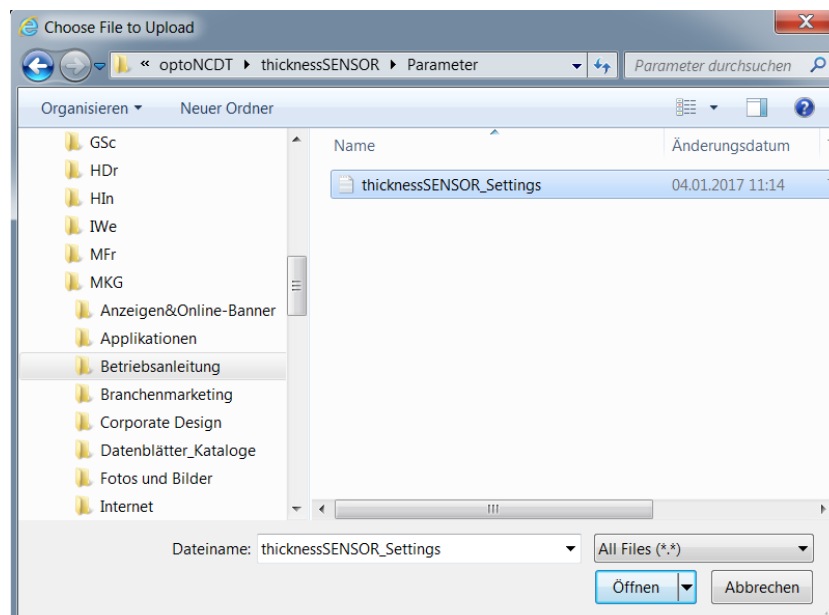 Choose File to Upload
« optoNCDT ▸ thicknessSENSOR ▸ Parameter
Parameter durchsuchen
Organisieren Neuer Ordner
GSc
HDr
HIn
IWe
MFr
MKG
Anzeigen&Online-Banner
Applikationen
Betriebsanleitung
Branchenmarketing
Corporate Design
Datenblätter_Kataloge
Fotos und Bilder
Internet
Name Änderungsdatum
thicknessSENSOR_Settings 04.01.2017 11:14
Dateiname: thicknessSENSOR_Settings All Files (*.*)
Öffnen Abbrechen